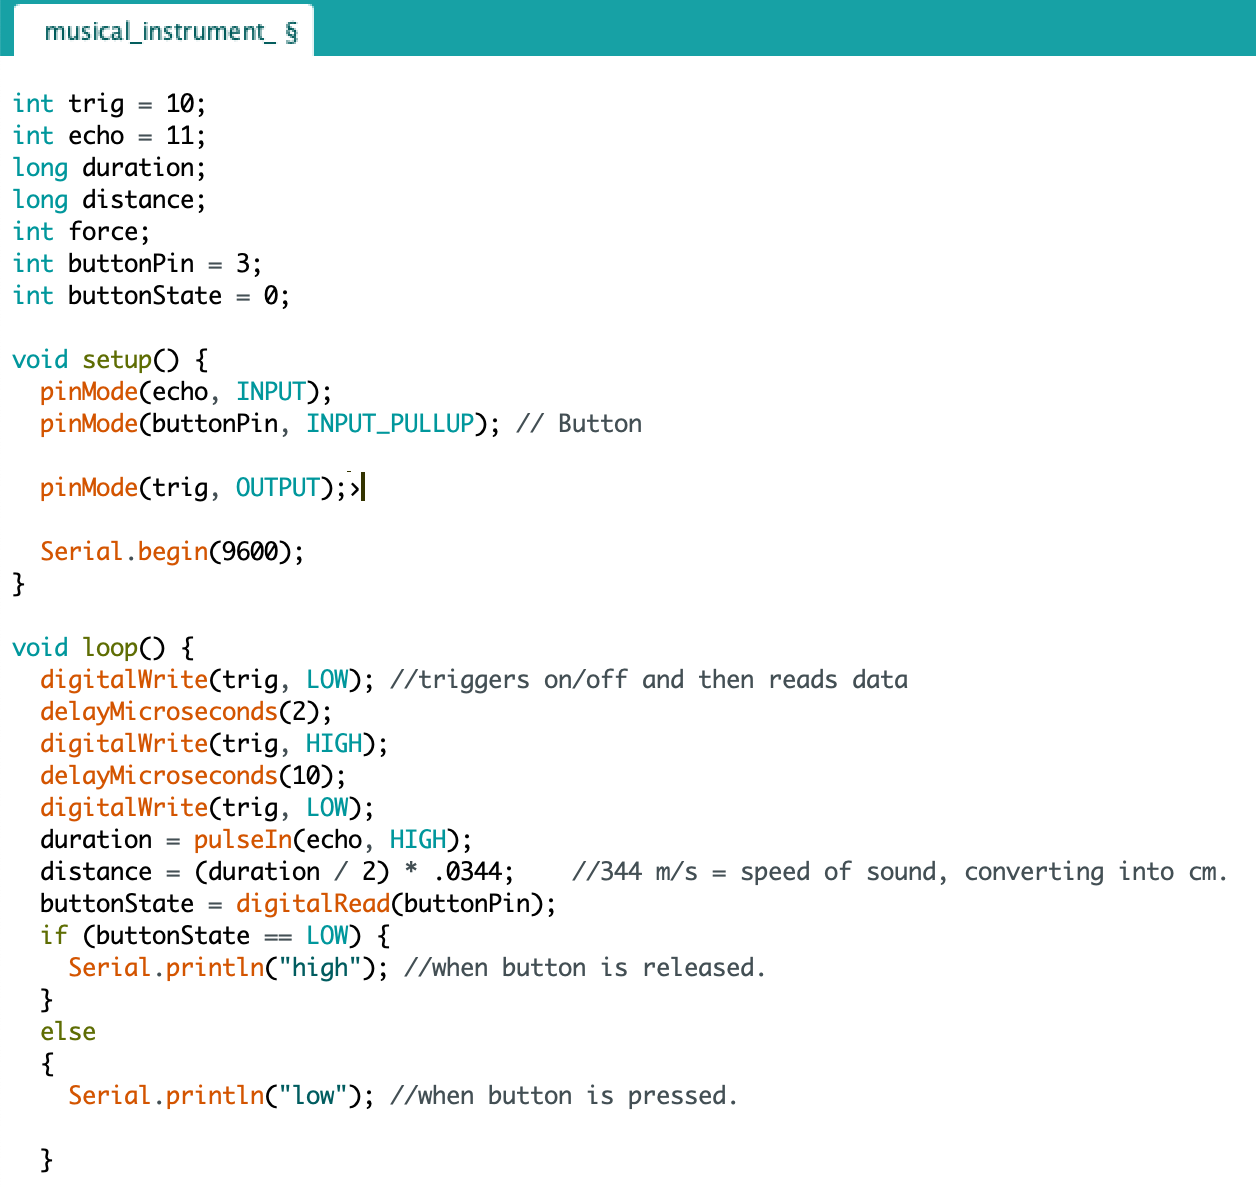 musical_instrument_ §
int trig = 10;
int echo = 11;
long duration;
long distance;
int force;
int buttonPin = 3;
int buttonState = 0;
void setup() {
  pinMode(echo, INPUT);
  pinMode(buttonPin, INPUT_PULLUP); // Button
  pinMode(trig, OUTPUT);›
  Serial.begin(9600);
}
void loop() {
  digitalWrite(trig, LOW); //triggers on/off and then reads data
  delayMicroseconds(2);
  digitalWrite(trig, HIGH);
  delayMicroseconds(10);
  digitalWrite(trig, LOW);
  duration = pulseIn(echo, HIGH);
  distance = (duration / 2) * .0344;    //344 m/s = speed of sound, converting into cm.
  buttonState = digitalRead(buttonPin);
  if (buttonState == LOW) {
    Serial.println("high"); //when button is released.
  }
  else
  {
    Serial.println("low"); //when button is pressed.
  }